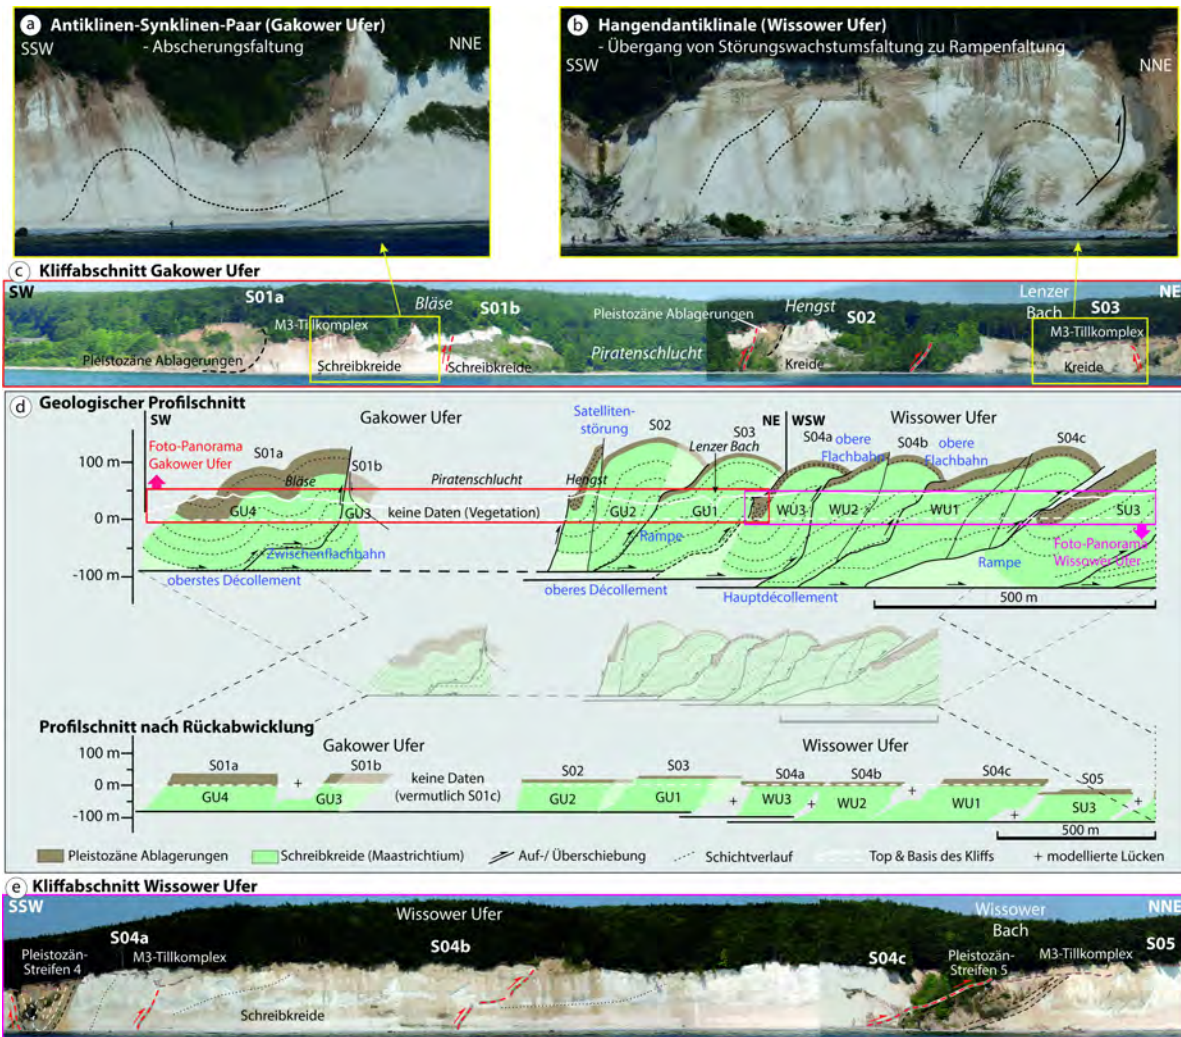 a Antiklinen-Synklinen-Paar (Gakower Ufer)
- Abscherungsfaltung
SSW
NNE
b Hangendantiklinale (Wissower Ufer)
- Übergang von Störungswachstumsfaltung zu Rampenfaltung
SSW
NNE
c Kliffabschnitt Gakower Ufer
SW
S01a
Bläse
S01b
Hengst
S02
Lenzer
Bach
S03
NE
M3-Tillkomplex
Pleistozäne Ablagerungen
M3-Tillkomplex
Pleistozäne Ablagerungen
Schreibkreide
Schreibkreide
Piratenschlucht
Kreide
Kreide
d Geologischer Profilschnitt
SW
Gakower Ufer
Satelliten-
störung
S02
NE
WSW
Wissower Ufer
Foto-Panorama
Gakower Ufer
S01a
S01b
S03
Lenzer Bach
S04a
obere
Flachbahn
S04b
obere
Flachbahn
S04c
100 m
Bläse
Piratenschlucht
Hengst
0 m
GU4
GU3
keine Daten (Vegetation)
GU2
GU1
WU3
WU2
WU1
SU3
Zwischenflachbahn
Rampe
Rampe
Foto-Panorama
Wissower Ufer
-100 m
oberstes Décollement
oberes Décollement
Hauptdécollement
500 m
Profilschnitt nach Rückabwicklung
Gakower Ufer
Wissower Ufer
100 m
S01a
S01b
keine Daten
(vermutlich S01c)
S02
S03
S04a
S04b
S04c
S05
0 m
+
+
+
+
+
+
GU4
GU3
GU2
GU1
WU3
WU2
WU1
SU3
-100 m
500 m
Pleistozäne Ablagerungen
Schreibkreide (Maastrichtium)
Auf-/ Überschiebung
Schichtverlauf
Top & Basis des Kliffs
+ modellierte Lücken
e Kliffabschnitt Wissower Ufer
SSW
Wissower Ufer
Wissower
Bach
NNE
S04a
S04b
S04c
S05
Pleistozän-
Streifen 4
M3-Tillkomplex
Pleistozän-
Streifen 5
M3-Tillkomplex
Schreibkreide